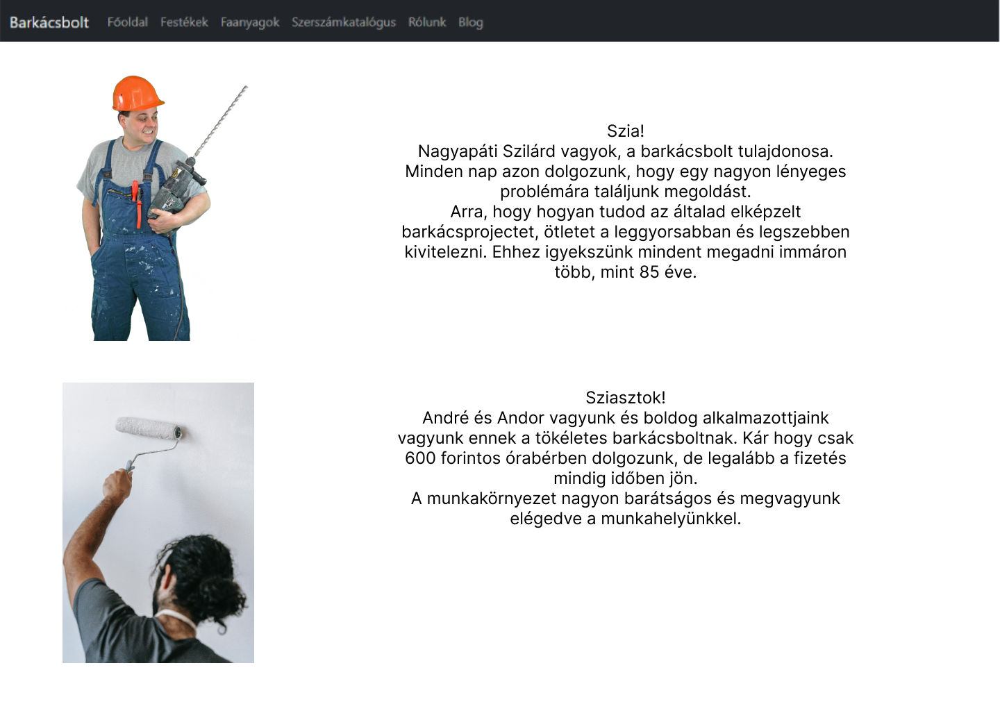 Barkácsbolt Főoldal Festékek Faanyagok Szerszámkatalógus Rólunk Blog
Szia!
Nagyapáti Szilárd vagyok, a barkácsbolt tulajdonosa.
Minden nap azon dolgozunk, hogy egy nagyon lényeges
problémára találjunk megoldást.
Arra, hogy hogyan tudod az általad elképzelt
barkácsprojectet, ötletet a leggyorsabban és legszebben
kivitelezni. Ehhez igyekszünk mindent megadni immáron
több, mint 85 éve.
Sziasztok!
André és Andor vagyunk és boldog alkalmazottjaink
vagyunk ennek a tökéletes barkácsboltnak. Kár hogy csak
600 forintos órabérben dolgozunk, de legalább a fizetés
mindig időben jön.
A munkakörnyezet nagyon barátságos és megvagyunk
elégedve a munkahelyünkkel.